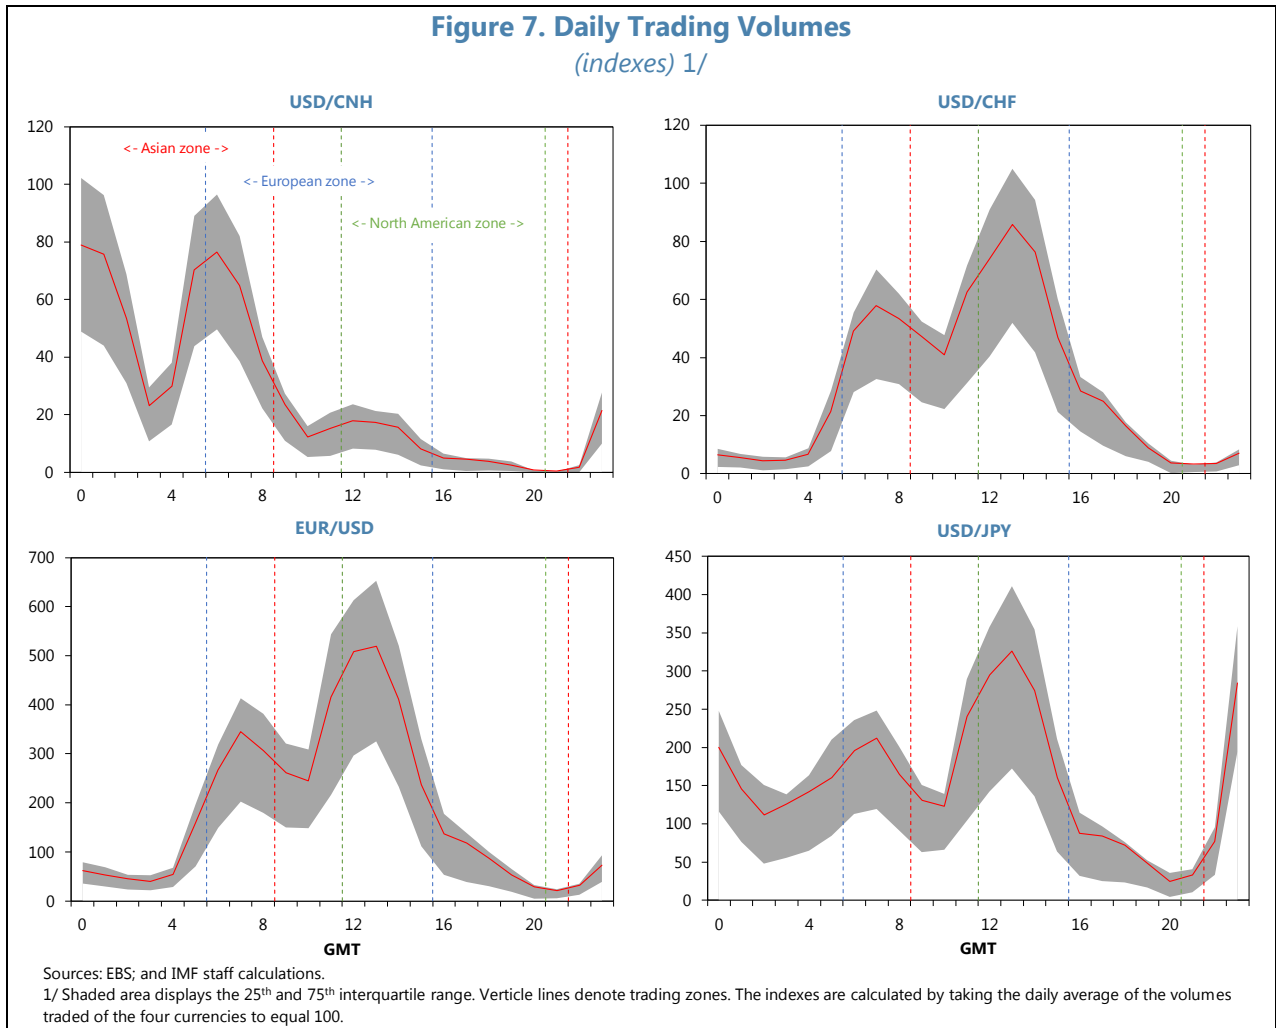 Figure 7. Daily Trading Volumes
(indexes) 1/
USD/CNH
120
100
80
60
40
20
0
0 4 8 12 16 20
<- Asian zone ->
<- European zone ->
<- North American zone ->
USD/CHF
120
100
80
60
40
20
0
0 4 8 12 16 20
EUR/USD
700
600
500
400
300
200
100
0
0 4 8 12 16 20
GMT
USD/JPY
450
400
350
300
250
200
150
100
50
0
0 4 8 12 16 20
GMT
Sources: EBS; and IMF staff calculations.
1/ Shaded area displays the 25th and 75th interquartile range. Verticle lines denote trading zones. The indexes are calculated by taking the daily average of the volumes
traded of the four currencies to equal 100.